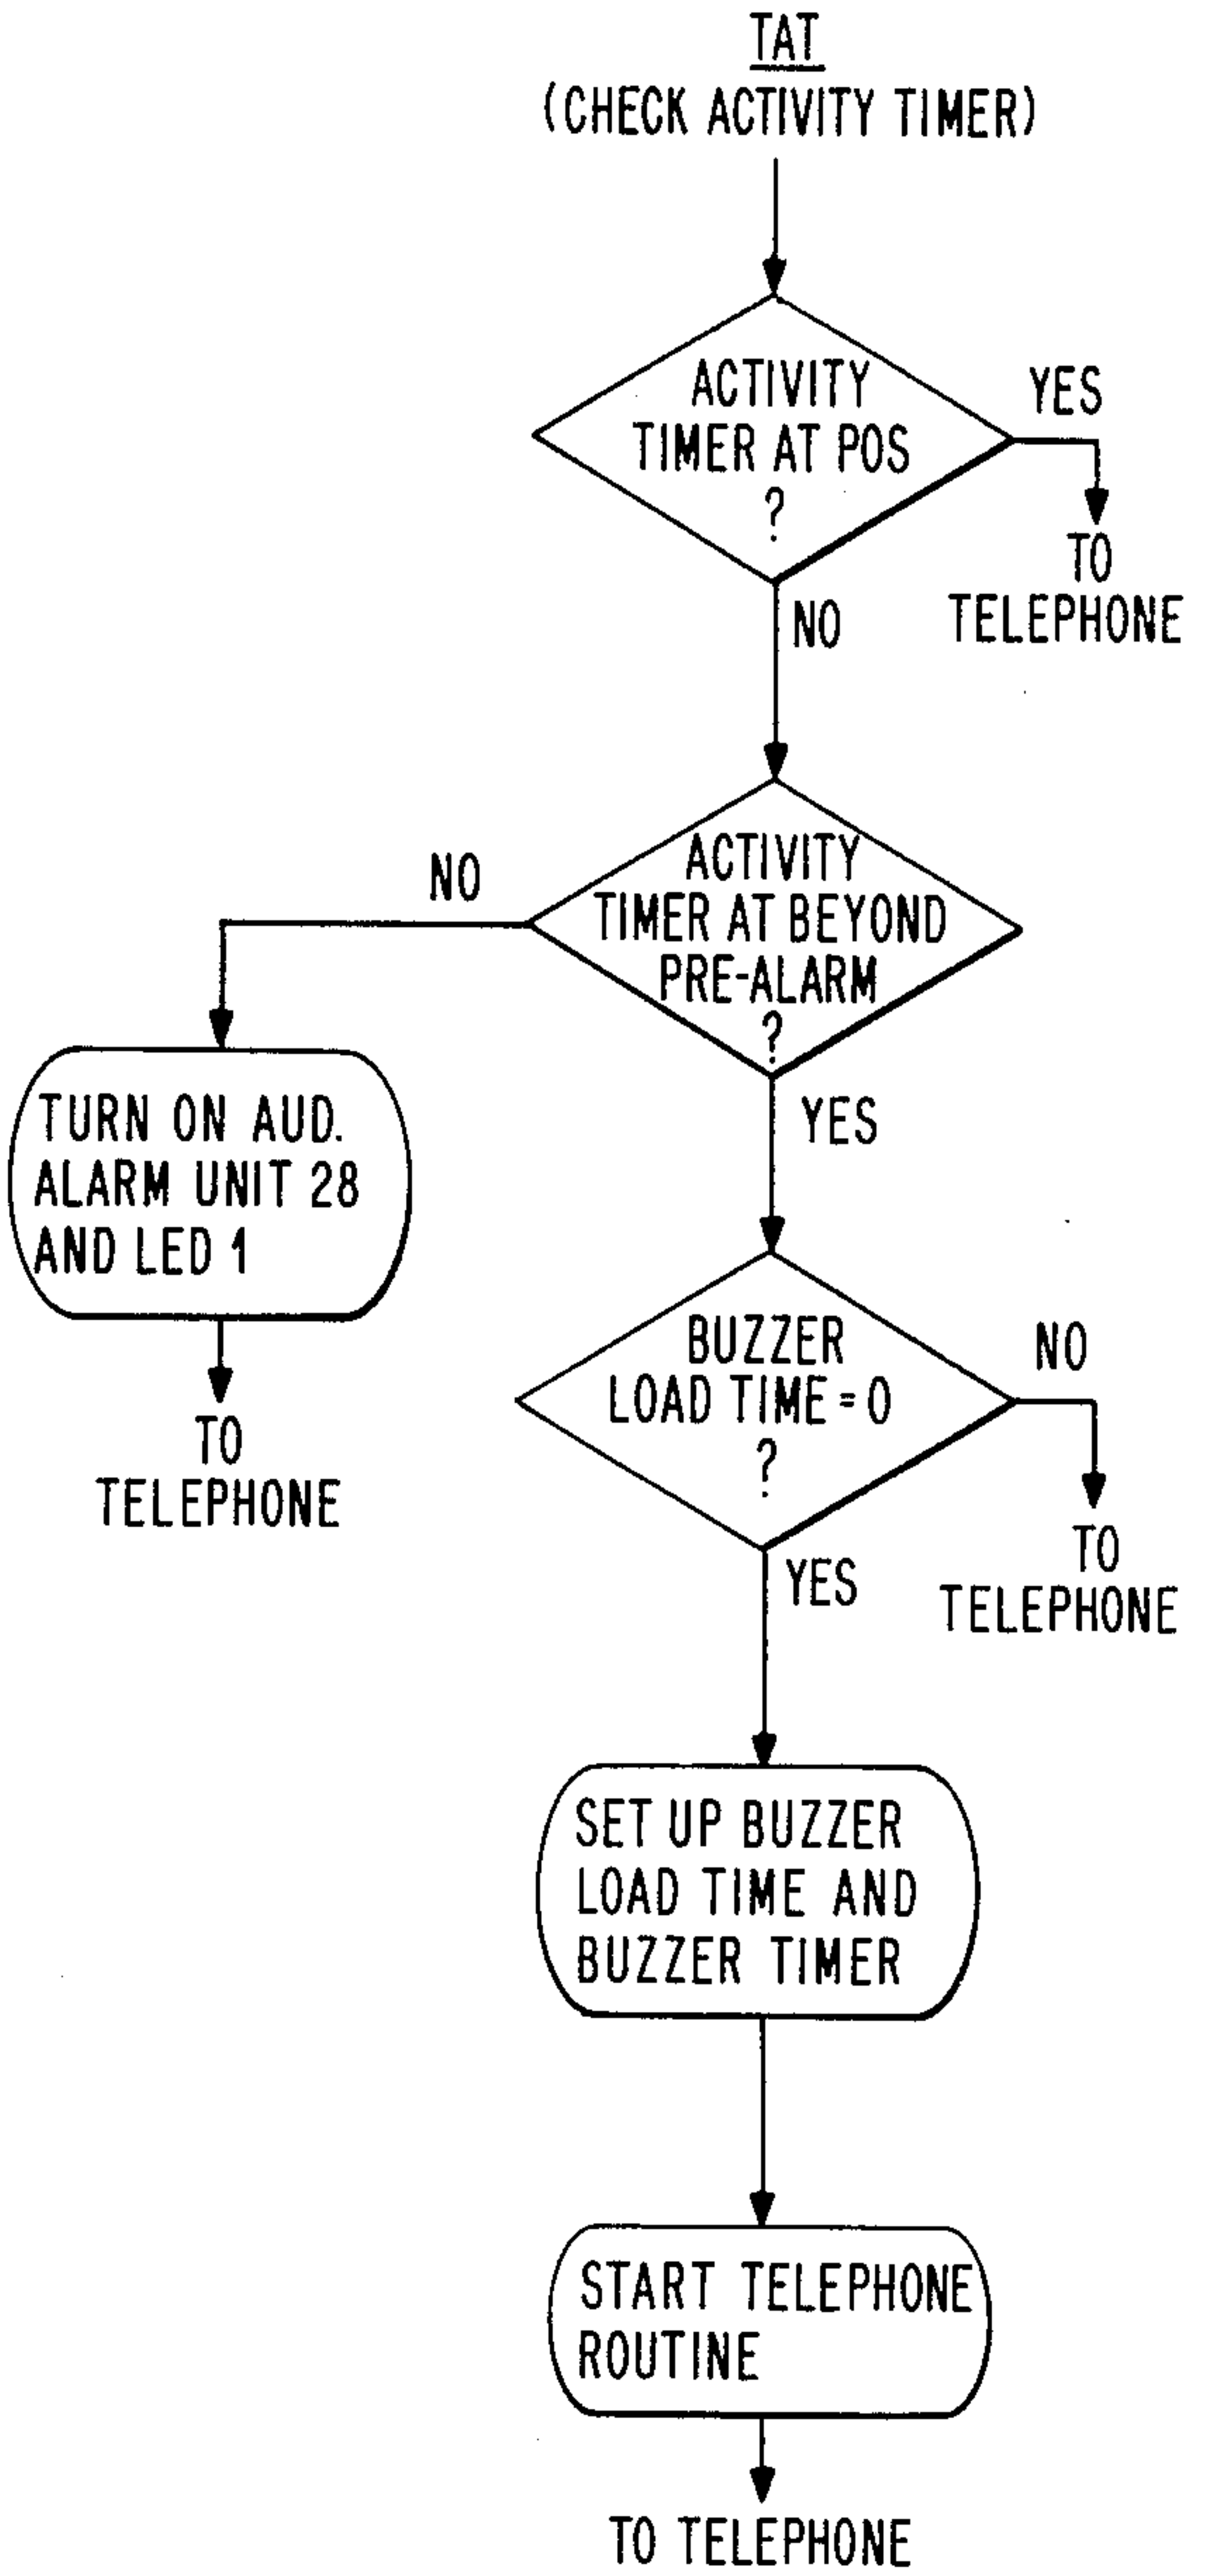 TAT
(CHECK ACTIVITY TIMER)
ACTIVITY
TIMER AT POS
?
YES
TO
TELEPHONE
NO
ACTIVITY
TIMER AT BEYOND
PRE-ALARM
?
NO
TURN ON AUD.
ALARM UNIT 28
AND LED 1
TO
TELEPHONE
YES
BUZZER
LOAD TIME = 0
?
NO
TO
TELEPHONE
YES
SET UP BUZZER
LOAD TIME AND
BUZZER TIMER
START TELEPHONE
ROUTINE
TO TELEPHONE